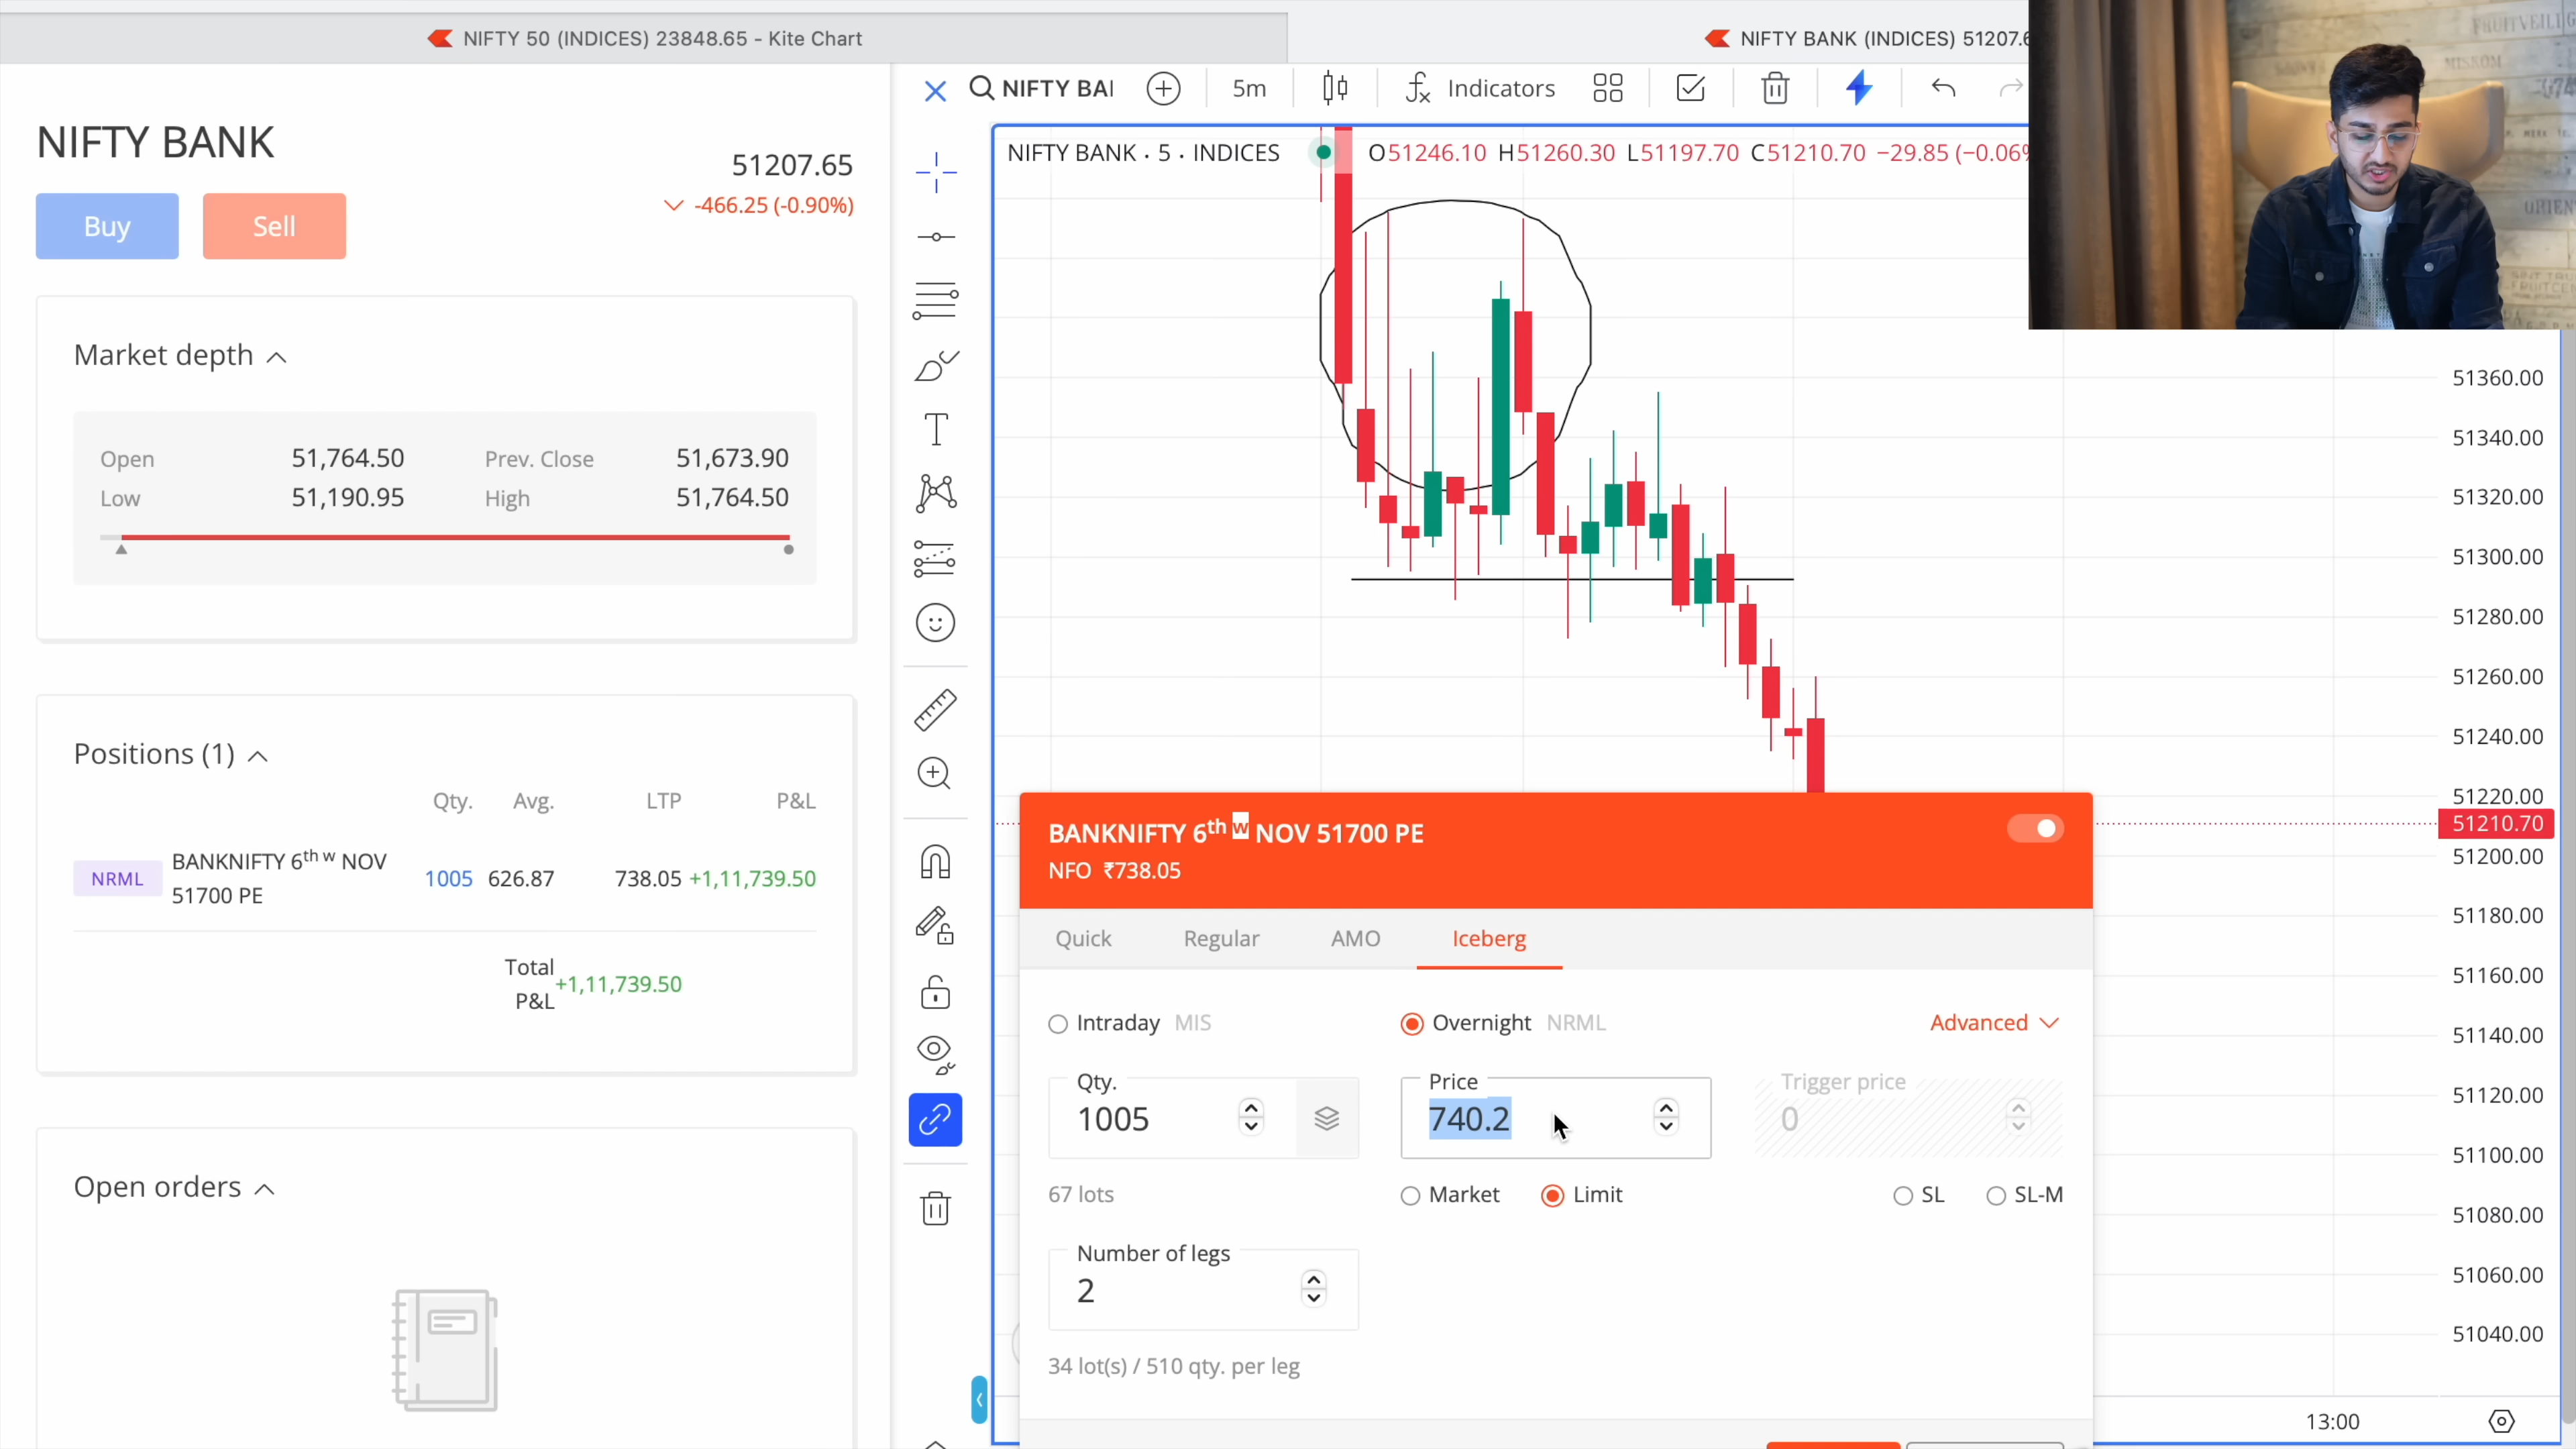 NIFTY 50 (INDICES) 23848.65 - Kite Chart
NIFTY BANK (INDICES) 51207.6
NIFTY BANK
51207.65
-466.25 (-0.90%)
Buy
Sell
Market depth
Open 51,764.50 Prev. Close 51,673.90
Low 51,190.95 High 51,764.50
Positions (1)
Qty. Avg. LTP P&L
NRML BANKNIFTY 6th w NOV 51700 PE 1005 626.87 738.05 +1,11,739.50
Total P&L +1,11,739.50
Open orders
NIFTY BAI
5m
Indicators
NIFTY BANK · 5 · INDICES O51246.10 H51260.30 L51197.70 C51210.70 −29.85 (−0.06%
51360.00
51340.00
51320.00
51300.00
51280.00
51260.00
51240.00
51220.00
51210.70
51200.00
51180.00
51160.00
51140.00
51120.00
51100.00
51080.00
51060.00
51040.00
13:00
BANKNIFTY 6th w NOV 51700 PE
NFO ₹738.05
Quick Regular AMO Iceberg
Intraday MIS Overnight NRML Advanced
Qty. Price Trigger price
1005 740.2 0
67 lots Market Limit SL SL-M
Number of legs
2
34 lot(s) / 510 qty. per leg
FRUITVEILIG
MISKOM
ORIEN